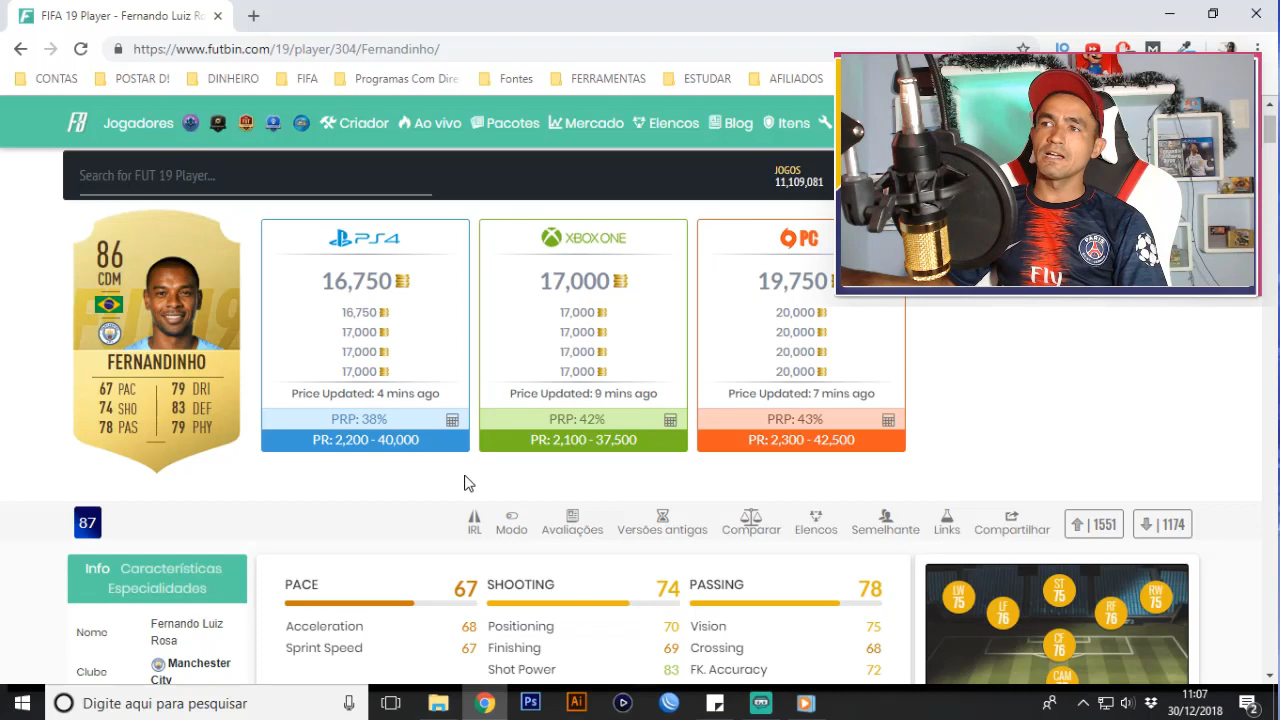 FIFA 19 Player - Fernando Luiz Ro
https://www.futbin.com/19/player/304/Fernandinho/
CONTAS POSTAR D! DINHEIRO FIFA Programas Com Dire Fontes FERRAMENTAS ESTUDAR AFILIADOS
Jogadores Criador Ao vivo Pacotes Mercado Elencos Blog Itens
Search for FUT 19 Player...
JOGOS
11,109,081
86
CDM
FERNANDINHO
67 PAC 79 DRI
74 SHO 83 DEF
78 PAS 79 PHY
PS4
16,750
16,750
17,000
17,000
17,000
Price Updated: 4 mins ago
PRP: 38%
PR: 2,200 - 40,000
XBOX ONE
17,000
17,000
17,000
17,000
17,000
Price Updated: 9 mins ago
PRP: 42%
PR: 2,100 - 37,500
PC
19,750
20,000
20,000
20,000
20,000
Price Updated: 7 mins ago
PRP: 43%
PR: 2,300 - 42,500
Fly
87
IRL Modo Avaliações Versões antigas Comparar Elencos Semelhante Links Compartilhar | 1551 | 1174
Info Características
Especialidades
Nome Fernando Luiz
Rosa
Clube Manchester
City
PACE 67
Acceleration 68
Sprint Speed 67
SHOOTING 74
Positioning 70
Finishing 69
Shot Power 83
PASSING 78
Vision 75
Crossing 68
FK. Accuracy 72
LW
75
ST
75
RW
75
LF
76
RF
76
CF
76
CAM
Digite aqui para pesquisar
Ps
Ai
11:07
30/12/2018
2